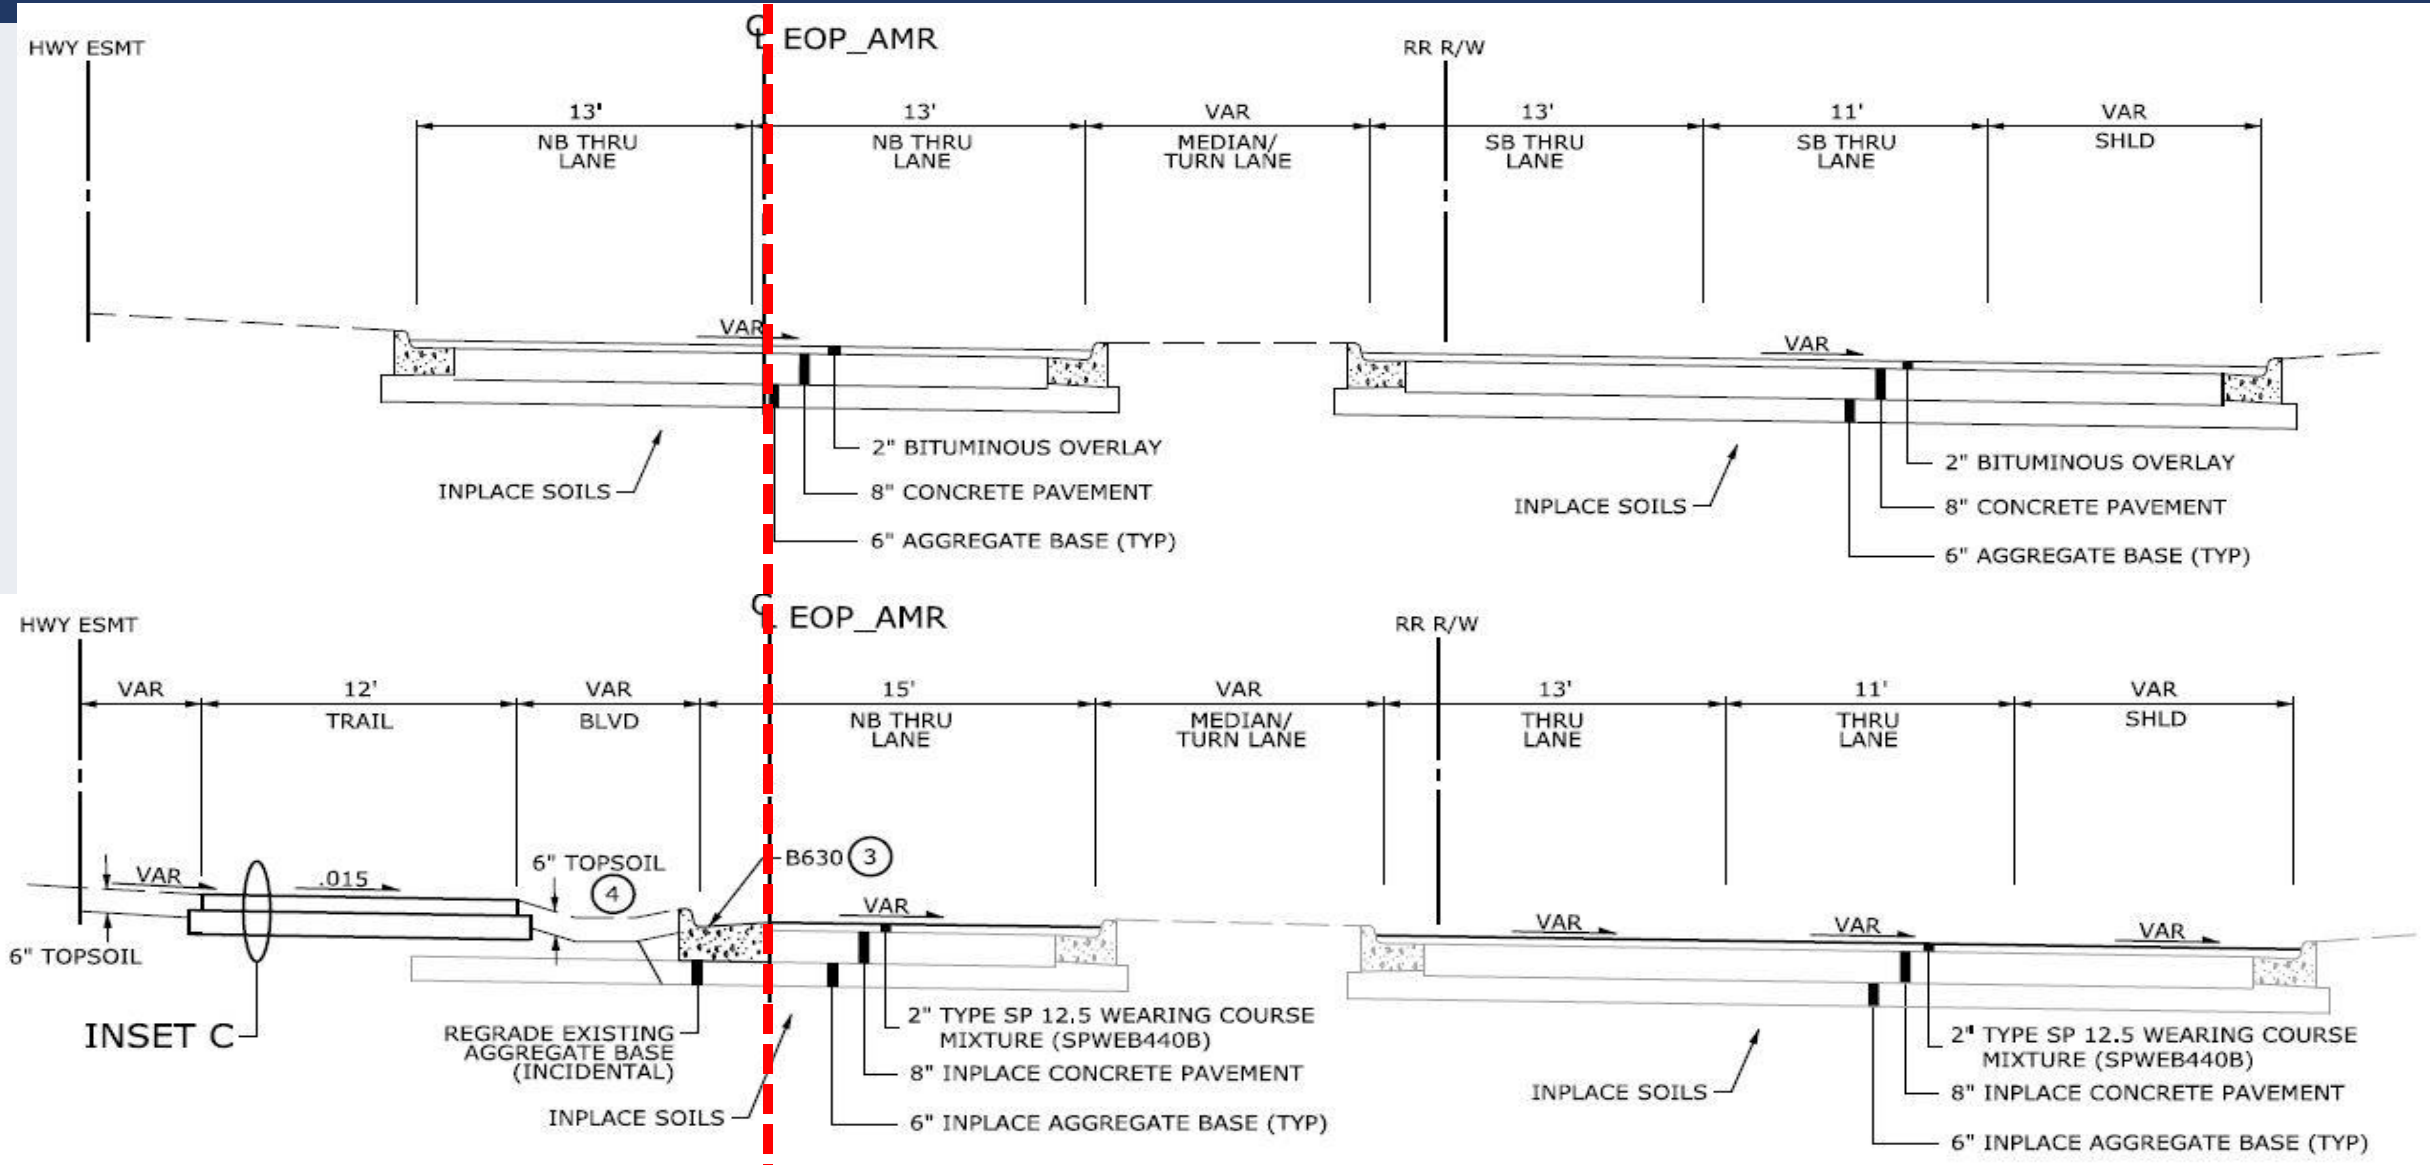 ℄ EOP_AMR
HWY ESMT
RR R/W
13'
NB THRU
LANE
13'
NB THRU
LANE
VAR
MEDIAN/
TURN LANE
13'
SB THRU
LANE
11'
SB THRU
LANE
VAR
SHLD
VAR
VAR
2" BITUMINOUS OVERLAY
INPLACE SOILS
8" CONCRETE PAVEMENT
6" AGGREGATE BASE (TYP)
2" BITUMINOUS OVERLAY
INPLACE SOILS
8" CONCRETE PAVEMENT
6" AGGREGATE BASE (TYP)
℄ EOP_AMR
HWY ESMT
RR R/W
VAR
12'
TRAIL
VAR
BLVD
15'
NB THRU
LANE
VAR
MEDIAN/
TURN LANE
13'
THRU
LANE
11'
THRU
LANE
VAR
SHLD
VAR
.015
6" TOPSOIL
4
B630 3
VAR
VAR
VAR
VAR
6" TOPSOIL
INSET C
REGRADE EXISTING
AGGREGATE BASE
(INCIDENTAL)
INPLACE SOILS
2" TYPE SP 12.5 WEARING COURSE
MIXTURE (SPWEB440B)
8" INPLACE CONCRETE PAVEMENT
6" INPLACE AGGREGATE BASE (TYP)
INPLACE SOILS
2" TYPE SP 12.5 WEARING COURSE
MIXTURE (SPWEB440B)
8" INPLACE CONCRETE PAVEMENT
6" INPLACE AGGREGATE BASE (TYP)